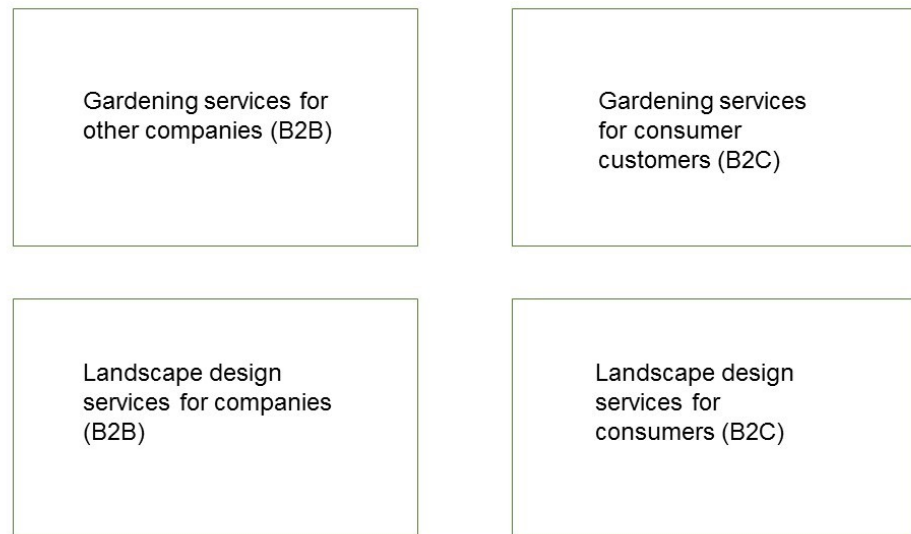 Gardening services for
other companies (B2B)
Gardening services
for consumer
customers (B2C)
Landscape design
services for companies
(B2B)
Landscape design
services for
consumers (B2C)